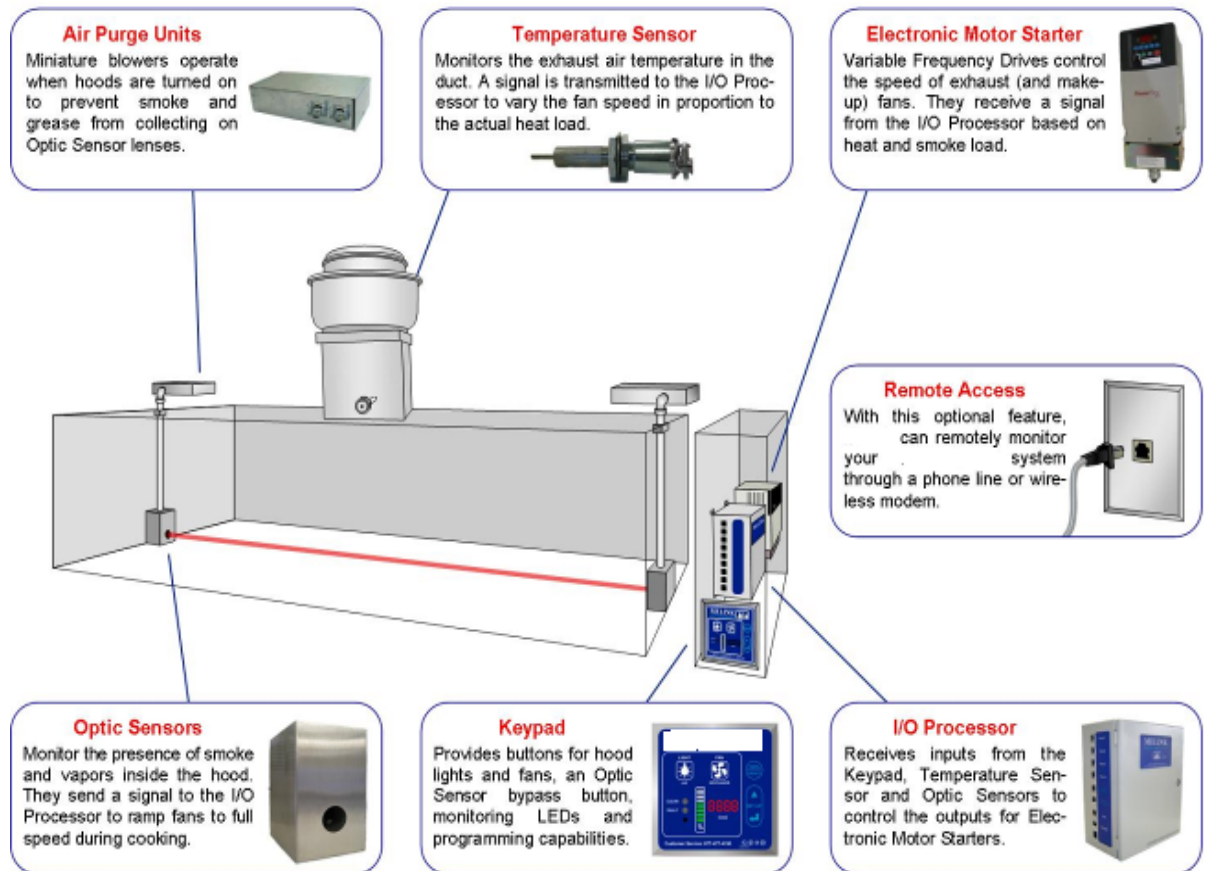 Air Purge Units
Miniature blowers operate
when hoods are turned on
to prevent smoke and
grease from collecting on
Optic Sensor lenses.
Temperature Sensor
Monitors the exhaust air temperature in the
duct. A signal is transmitted to the I/O Proc-
essor to vary the fan speed in proportion to
the actual heat load.
Electronic Motor Starter
Variable Frequency Drives control
the speed of exhaust (and make-
up) fans. They receive a signal
from the I/O Processor based on
heat and smoke load.
Remote Access
With this optional feature,
can remotely monitor
your . system
through a phone line or wire-
less modem.
Optic Sensors
Monitor the presence of smoke
and vapors inside the hood.
They send a signal to the I/O
Processor to ramp fans to full
speed during cooking.
Keypad
Provides buttons for hood
lights and fans, an Optic
Sensor bypass button,
monitoring LEDs and
programming capabilities.
LIGHT FAN
8888
I/O Processor
Receives inputs from the
Keypad, Temperature Sen-
sor and Optic Sensors to
control the outputs for Elec-
tronic Motor Starters.
MELINK